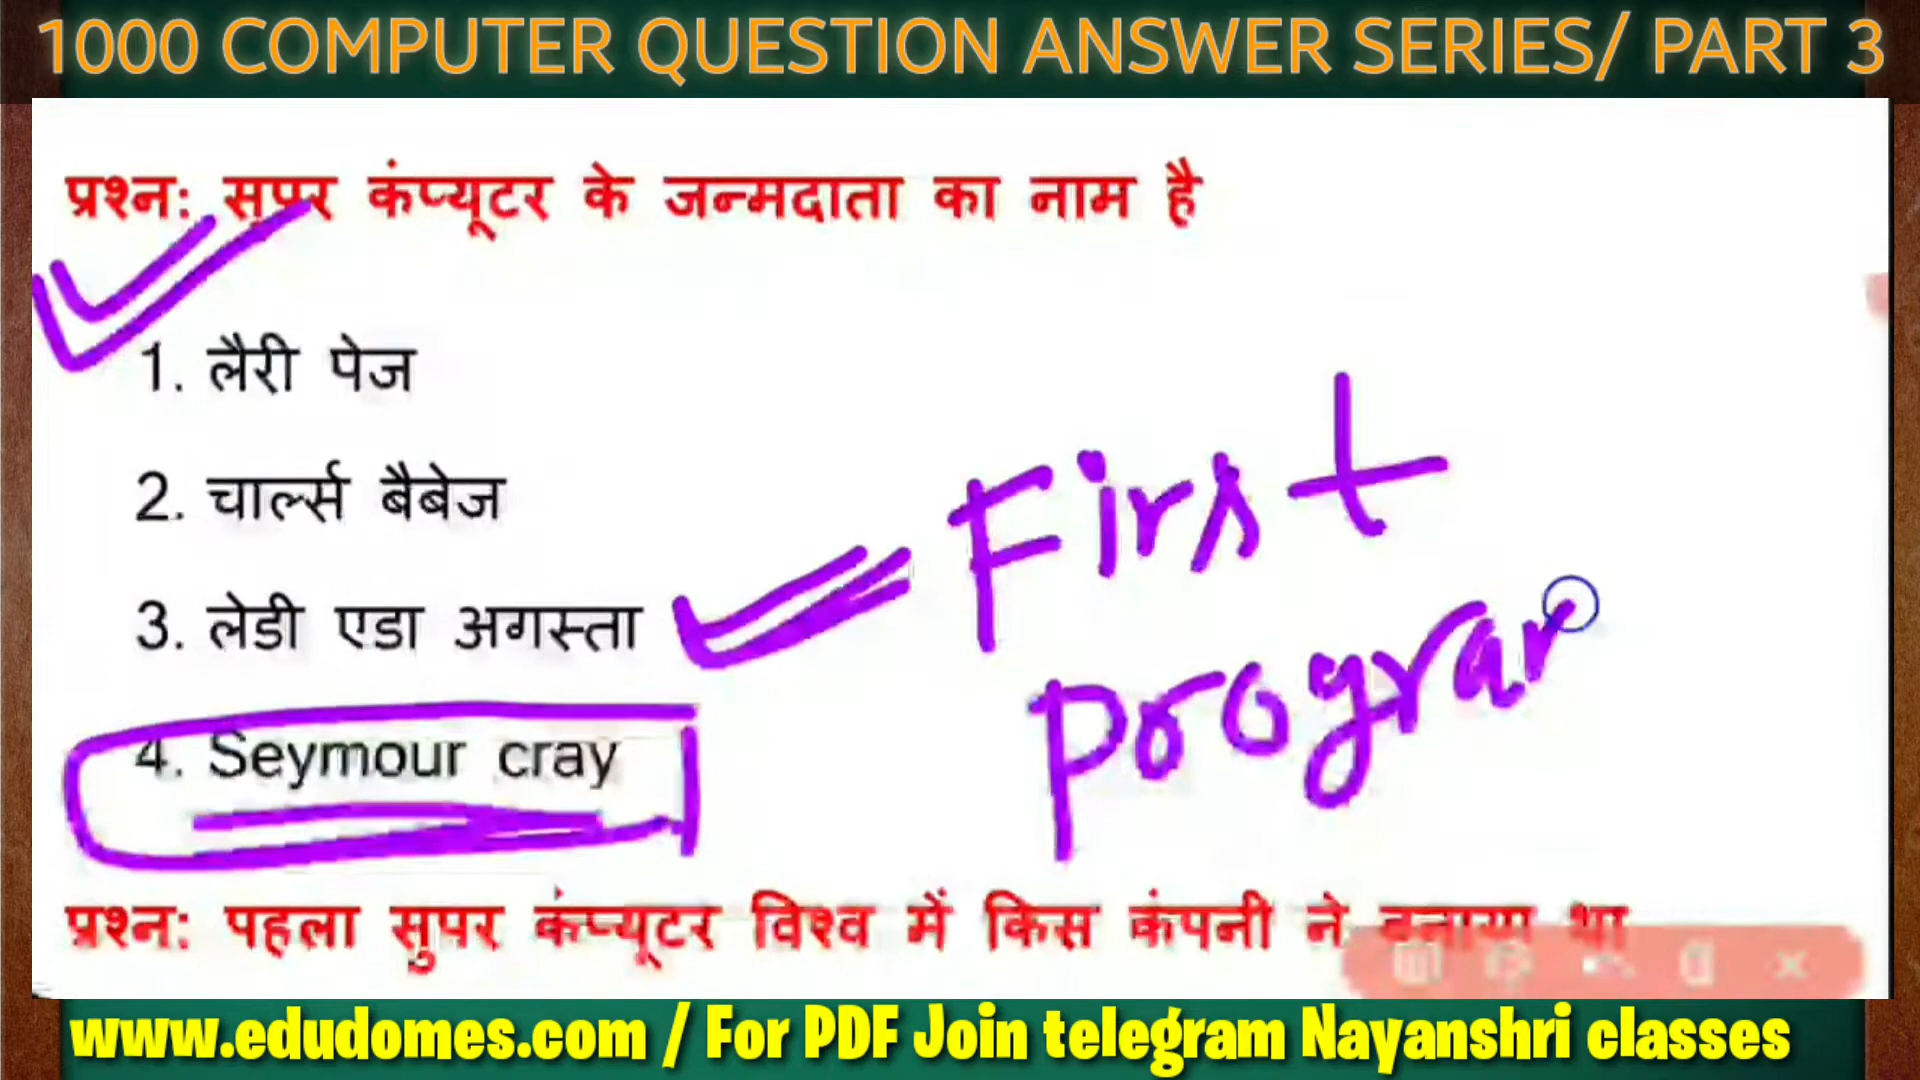 1000 COMPUTER QUESTION ANSWER SERIES/ PART 3
प्रश्न: सुपर कंप्यूटर के जन्मदाता का नाम है
1. लैरी पेज
2. चार्ल्स बैबेज
3. लेडी एडा अगस्ता
First
program
4. Seymour cray
प्रश्न: पहला सुपर कंप्यूटर विश्व में किस कंपनी ने बनाया था
www.edudomes.com / For PDF Join telegram Nayanshri classes